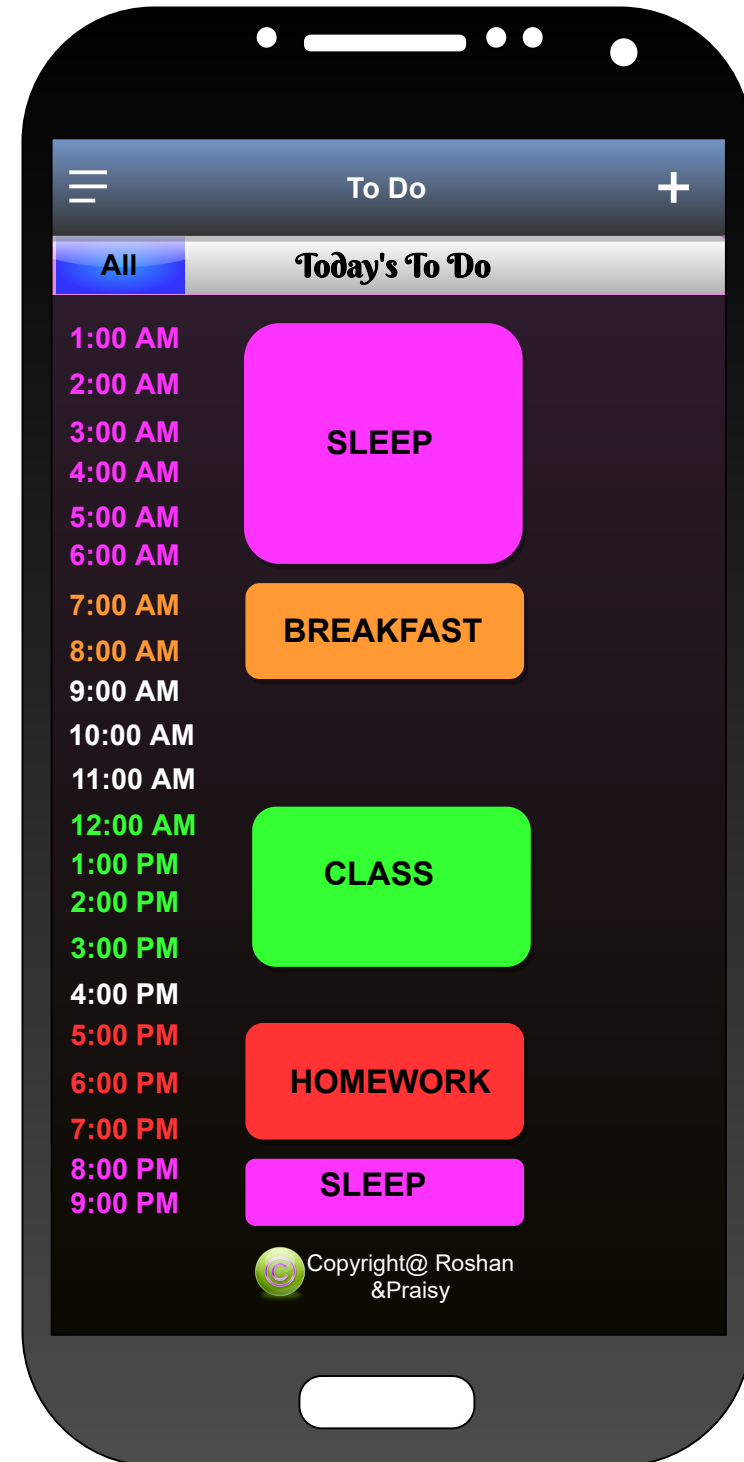 To Do
All
Today's To Do
1:00 AM
2:00 AM
3:00 AM
SLEEP
4:00 AM
5:00 AM
6:00 AM
7:00 AM
BREAKFAST
8:00 AM
9:00 AM
10:00 AM
11:00 AM
12:00 AM
1:00 PM
CLASS
2:00 PM
3:00 PM
4:00 PM
5:00 PM
6:00 PM
HOMEWORK
7:00 PM
8:00 PM
SLEEP
9:00 PM
©
Copyright@ Roshan
&Praisy